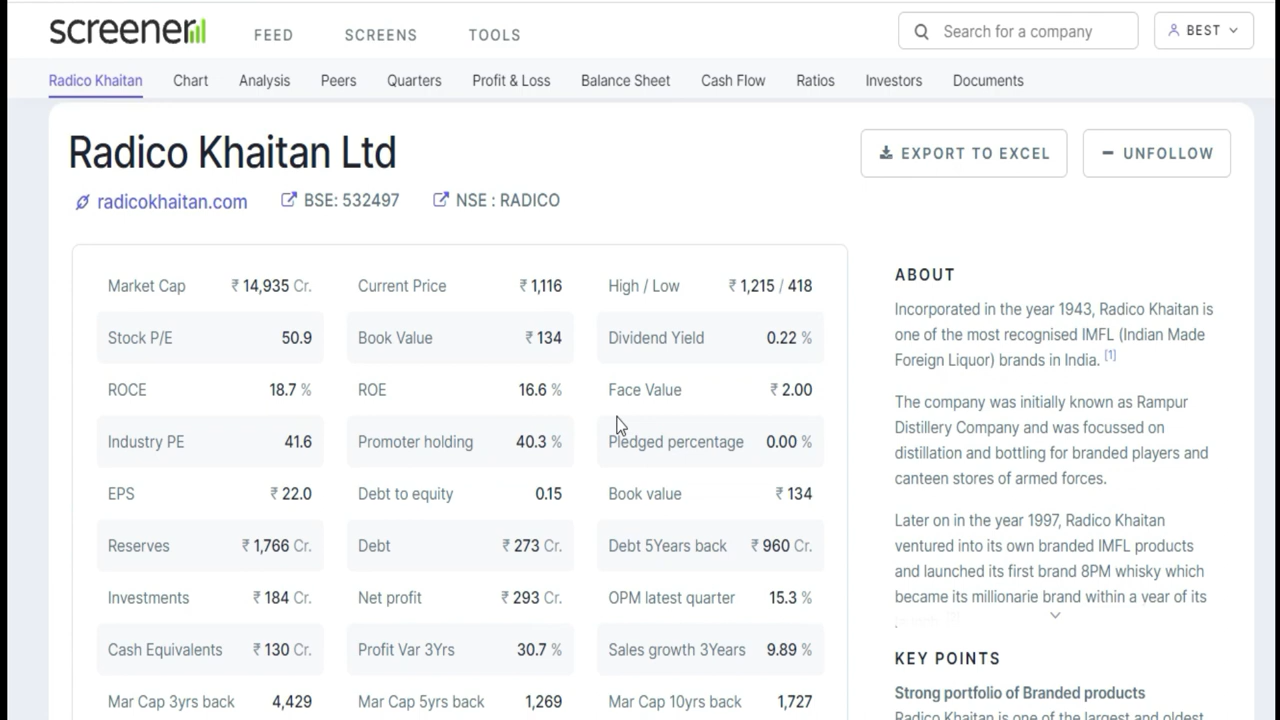 screener
FEED SCREENS TOOLS
Search for a company
BEST
Radico Khaitan Chart Analysis Peers Quarters Profit & Loss Balance Sheet Cash Flow Ratios Investors Documents
Radico Khaitan Ltd
EXPORT TO EXCEL
UNFOLLOW
radicokhaitan.com BSE: 532497 NSE : RADICO
Market Cap ₹ 14,935 Cr. Current Price ₹ 1,116 High / Low ₹ 1,215 / 418
Stock P/E 50.9 Book Value ₹ 134 Dividend Yield 0.22 %
ROCE 18.7 % ROE 16.6 % Face Value ₹ 2.00
Industry PE 41.6 Promoter holding 40.3 % Pledged percentage 0.00 %
EPS ₹ 22.0 Debt to equity 0.15 Book value ₹ 134
Reserves ₹ 1,766 Cr. Debt ₹ 273 Cr. Debt 5Years back ₹ 960 Cr.
Investments ₹ 184 Cr. Net profit ₹ 293 Cr. OPM latest quarter 15.3 %
Cash Equivalents ₹ 130 Cr. Profit Var 3Yrs 30.7 % Sales growth 3Years 9.89 %
Mar Cap 3yrs back 4,429 Mar Cap 5yrs back 1,269 Mar Cap 10yrs back 1,727
ABOUT
Incorporated in the year 1943, Radico Khaitan is
one of the most recognised IMFL (Indian Made
Foreign Liquor) brands in India. [1]
The company was initially known as Rampur
Distillery Company and was focussed on
distillation and bottling for branded players and
canteen stores of armed forces.
Later on in the year 1997, Radico Khaitan
ventured into its own branded IMFL products
and launched its first brand 8PM whisky which
became its millionarie brand within a year of its
KEY POINTS
Strong portfolio of Branded products
Radico Khaitan is one of the largest and oldest